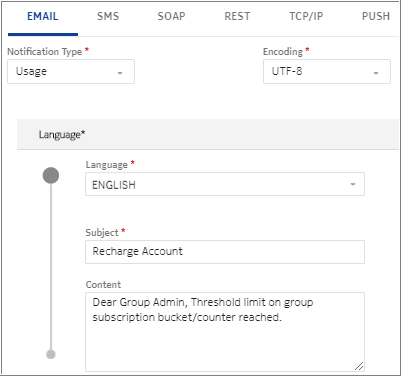 EMAIL SMS SOAP REST TCP/IP PUSH
Notification Type * Encoding *
Usage UTF-8
Language*
Language *
ENGLISH
Subject *
Recharge Account
Content
Dear Group Admin, Threshold limit on group
subscription bucket/counter reached.